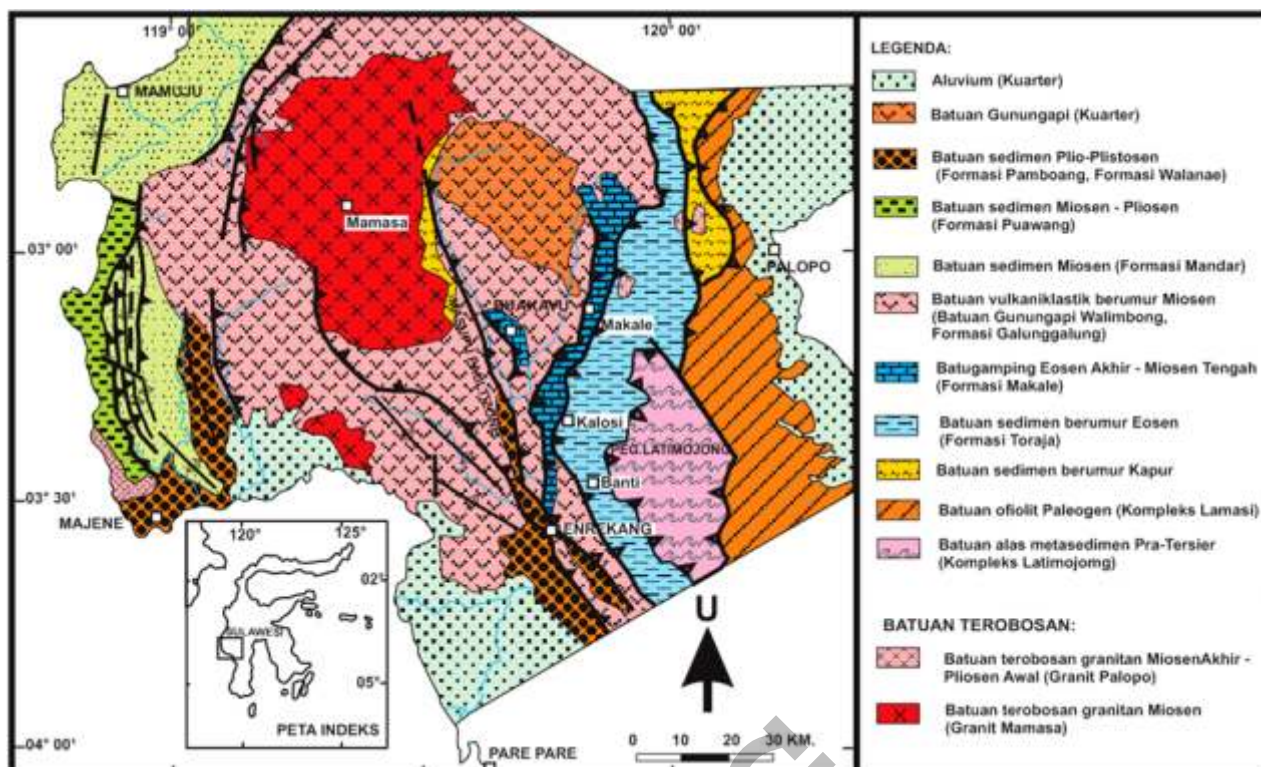 119° 00'
120° 00'
MAMUJU
Mamasa
03° 00'
PALOPO
Makale
Kalosi
PEG.LATIMOJONG
Banti
03° 30'
MAJENE
ENREKANG
120°
125°
02°
SULAWESI
05°
PETA INDEKS
U
0 10 20 30 KM.
04° 00'
PARE PARE
LEGENDA:
Aluvium (Kuarter)
Batuan Gunungapi (Kuarter)
Batuan sedimen Plio-Plistosen
(Formasi Pamboang, Formasi Walanae)
Batuan sedimen Miosen - Pliosen
(Formasi Puawang)
Batuan sedimen Miosen (Formasi Mandar)
Batuan vulkaniklastik berumur Miosen
(Batuan Gunungapi Walimbong,
Formasi Galunggalung)
Batugamping Eosen Akhir - Miosen Tengah
(Formasi Makale)
Batuan sedimen berumur Eosen
(Formasi Toraja)
Batuan sedimen berumur Kapur
Batuan ofiolit Paleogen (Kompleks Lamasi)
Batuan alas metasedimen Pra-Tersier
(Kompleks Latimojomg)
BATUAN TEROBOSAN:
Batuan terobosan granitan MiosenAkhir -
Pliosen Awal (Granit Palopo)
Batuan terobosan granitan Miosen
(Granit Mamasa)